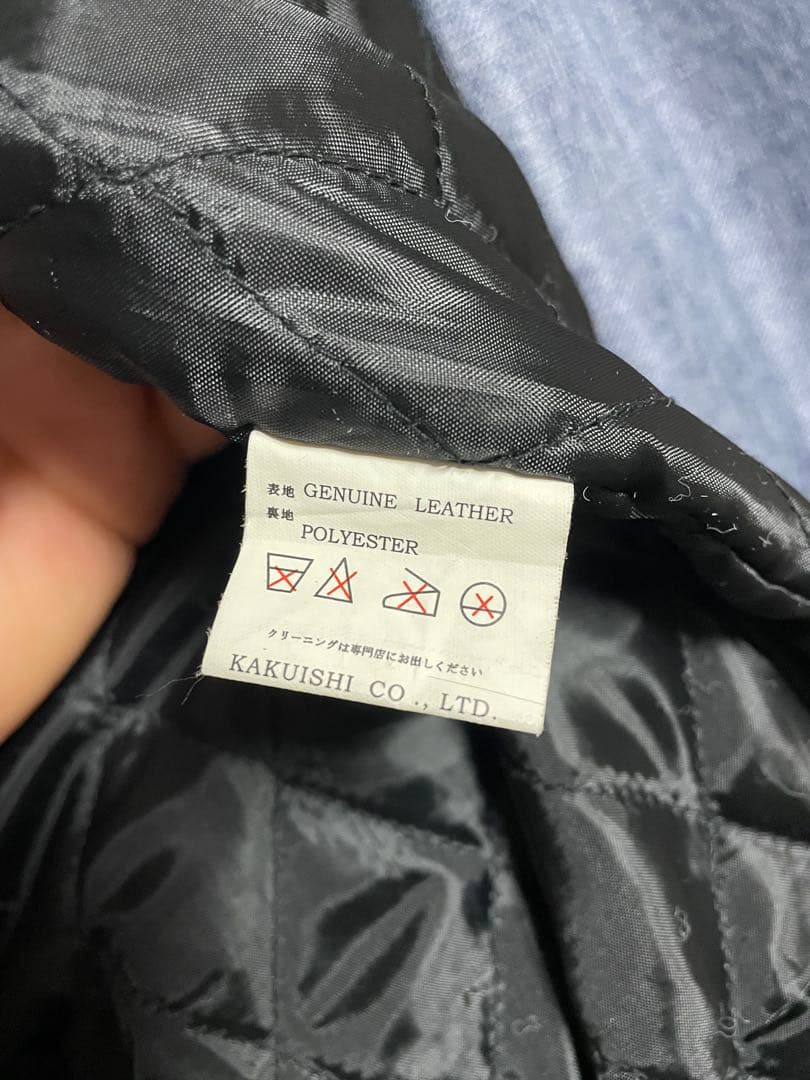 表地 GENUINE LEATHER
裏地
POLYESTER
クリーニングは専門店にお出しください
KAKUISHI CO., LTD.